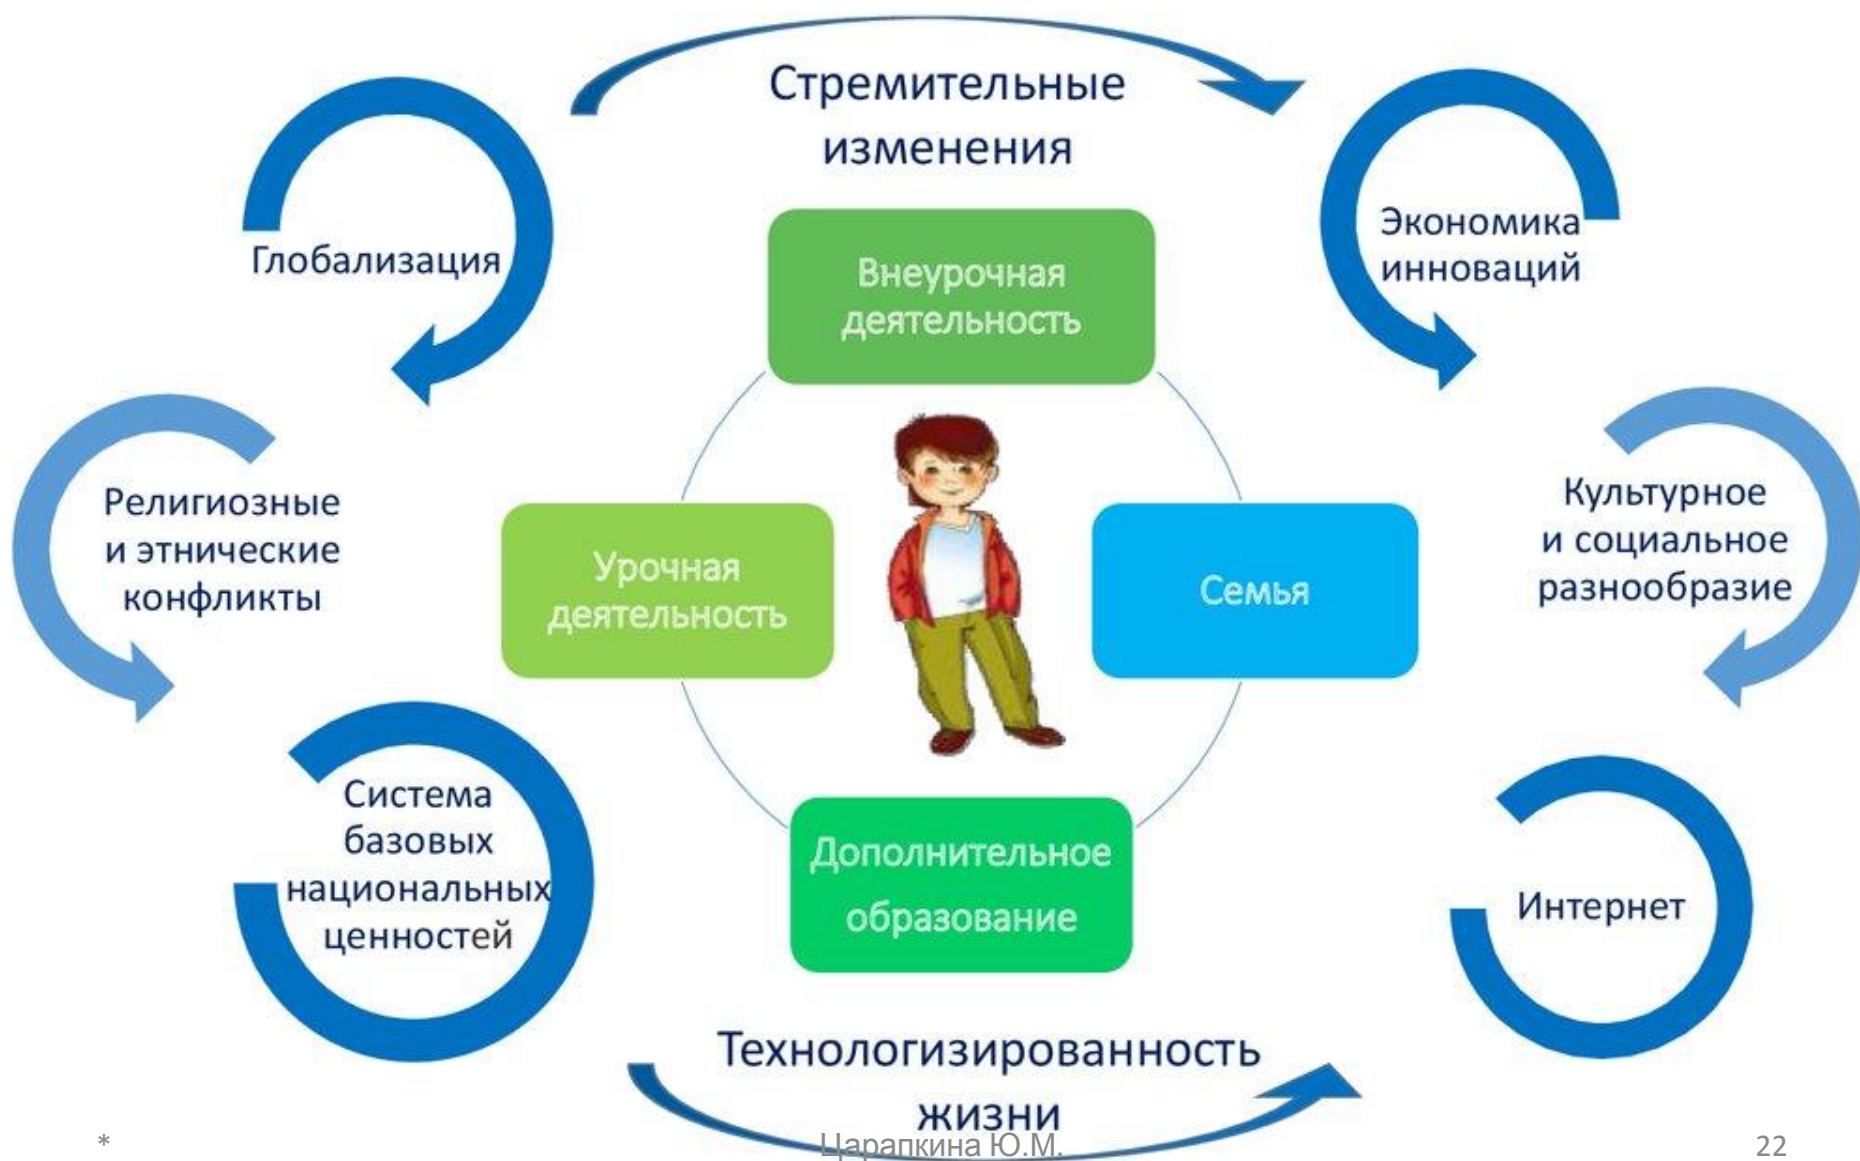 Стремительные
изменения
Глобализация
Экономика
инноваций
Внеурочная
деятельность
Религиозные
и этнические
конфликты
Урочная
деятельность
Семья
Культурное
и социальное
разнообразие
Система
базовых
национальных
ценностей
Дополнительное
образование
Интернет
Технологизированность
жизни
*
Царапкина Ю.М.
22